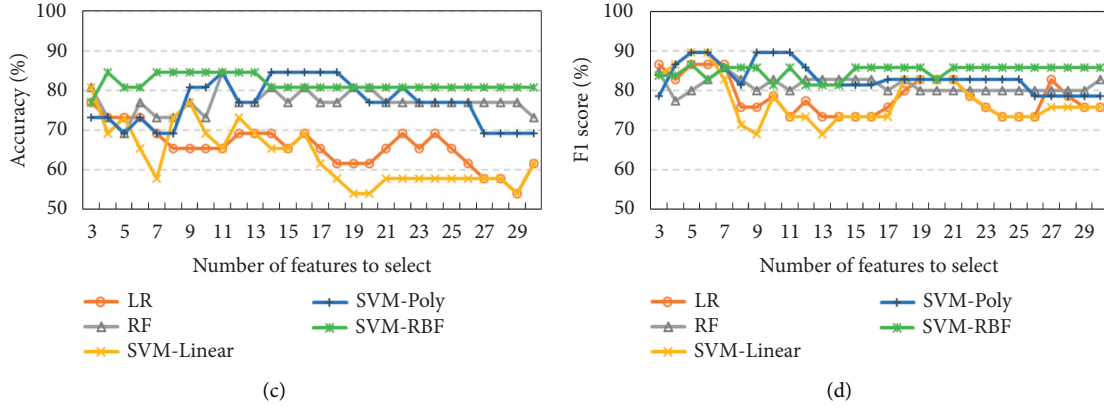 100
90
80
70
60
50
Accuracy (%)
3 5 7 9 11 13 15 17 19 21 23 25 27 29
Number of features to select
LR
RF
SVM-Linear
SVM-Poly
SVM-RBF
(c)
100
90
80
70
60
50
F1 score (%)
3 5 7 9 11 13 15 17 19 21 23 25 27 29
Number of features to select
LR
RF
SVM-Linear
SVM-Poly
SVM-RBF
(d)